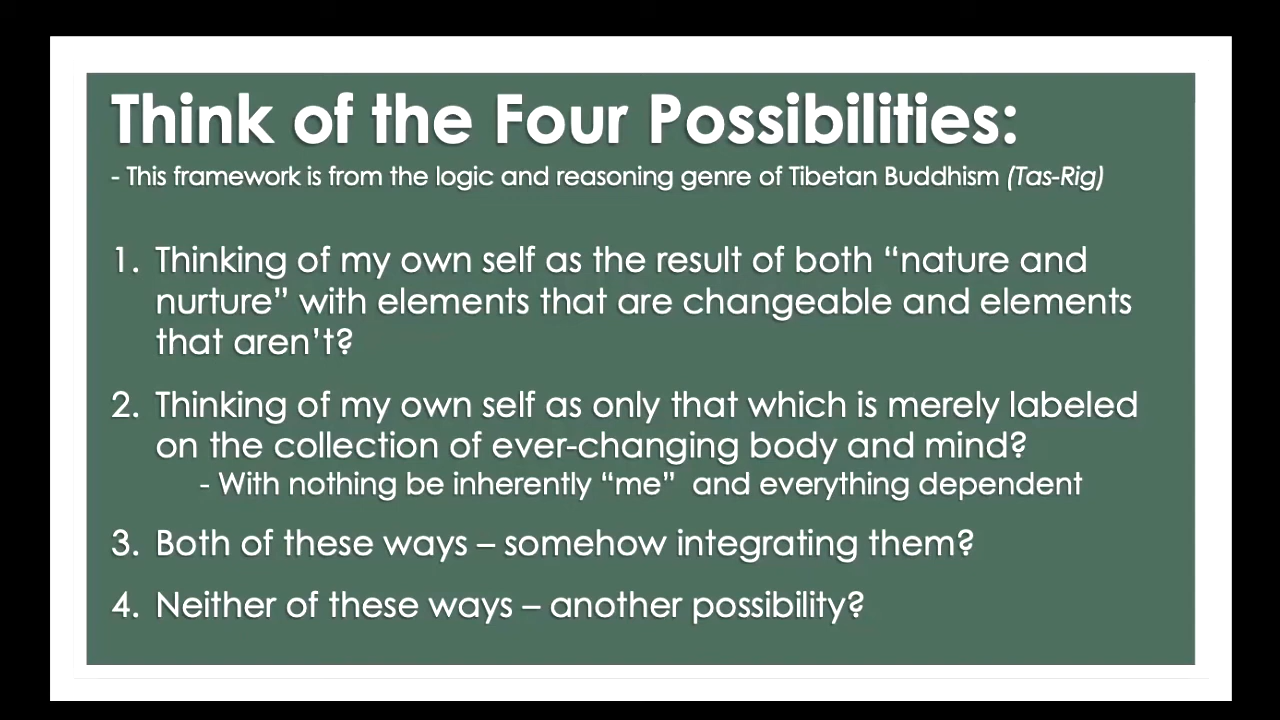 Think of the Four Possibilities:
- This framework is from the logic and reasoning genre of Tibetan Buddhism (Tas-Rig)
1. Thinking of my own self as the result of both “nature and
nurture” with elements that are changeable and elements
that aren’t?
2. Thinking of my own self as only that which is merely labeled
on the collection of ever-changing body and mind?
- With nothing be inherently “me” and everything dependent
3. Both of these ways – somehow integrating them?
4. Neither of these ways – another possibility?